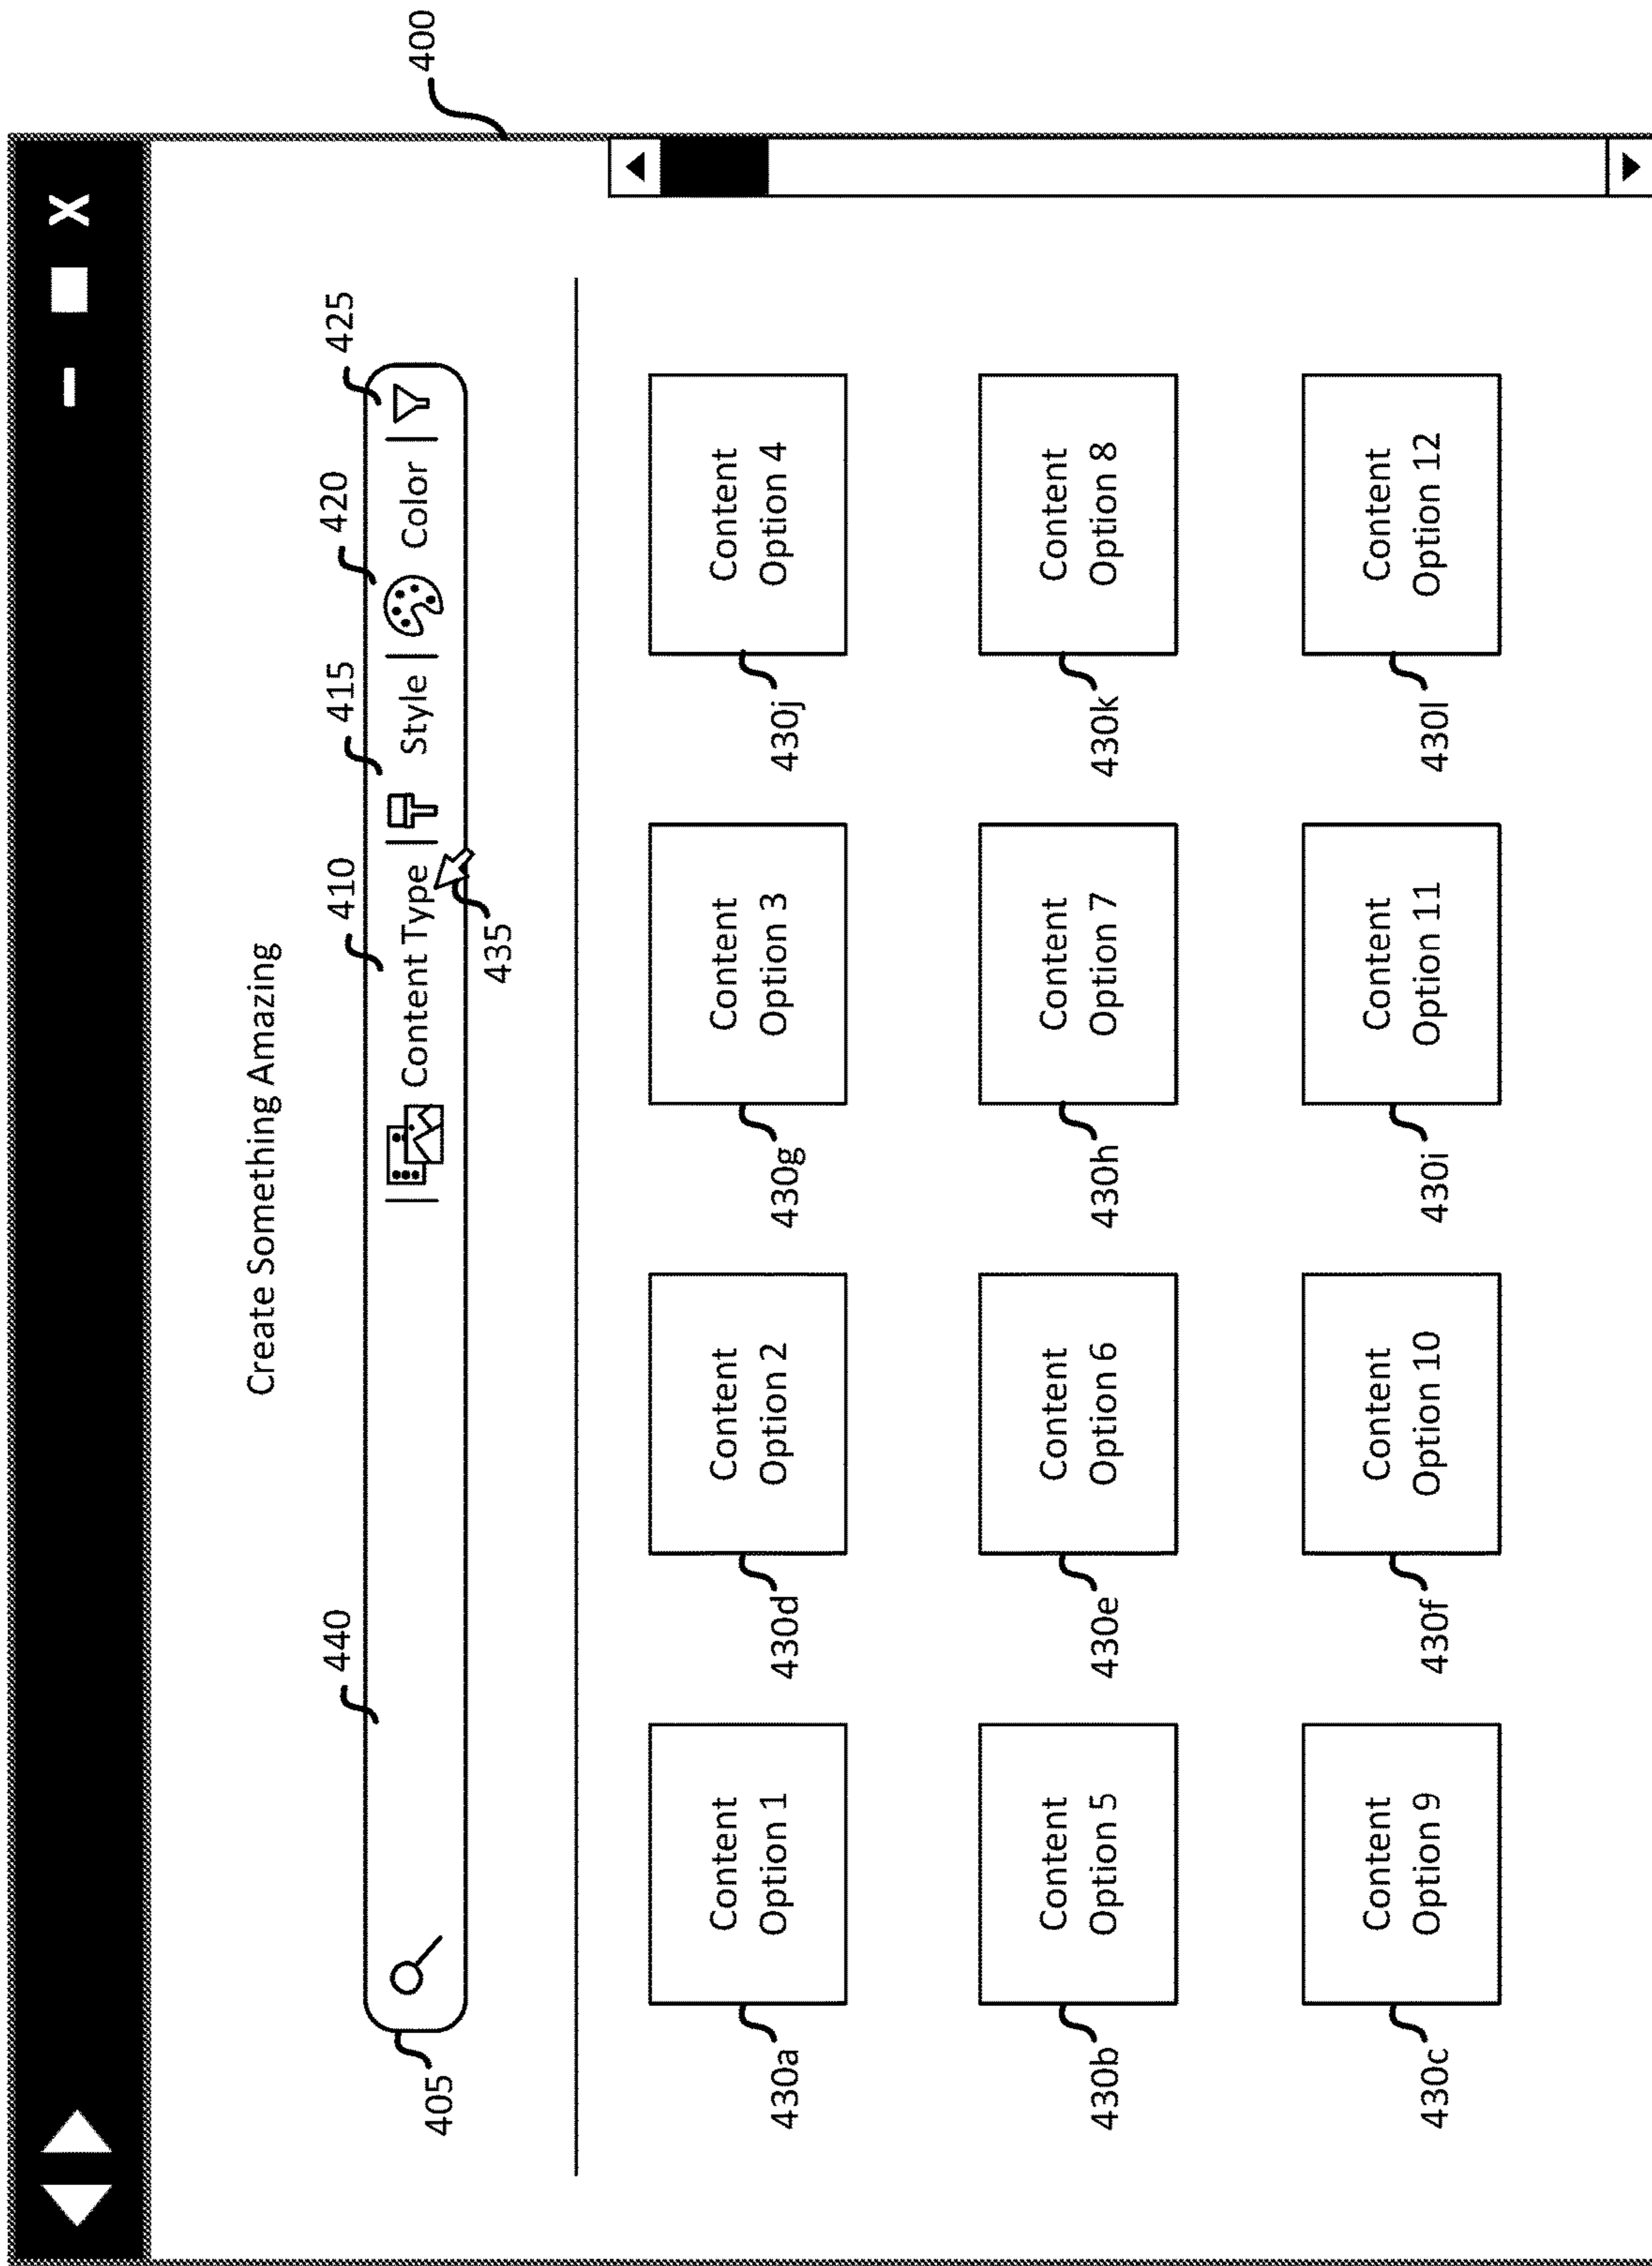 X
400
Create Something Amazing
440
410
415
420
425
405
Content Type
Style
Color
435
Content
Option 1
Content
Option 2
Content
Option 3
Content
Option 4
430a
430d
430g
430j
Content
Option 5
Content
Option 6
Content
Option 7
Content
Option 8
430b
430e
430h
430k
Content
Option 9
Content
Option 10
Content
Option 11
Content
Option 12
430c
430f
430i
430l